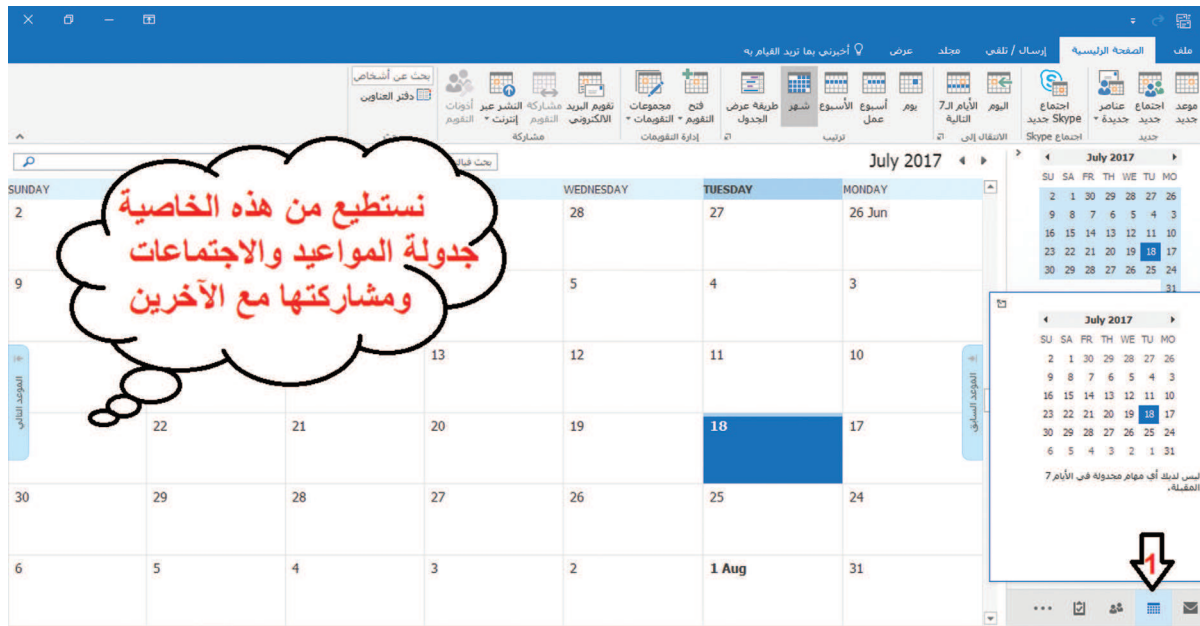 ملف
الصفحة الرئيسية
إرسال / تلقي
مجلد
عرض
أخبرني بما تريد القيام به
موعد جديد
اجتماع جديد
عناصر جديدة
اجتماع Skype جديد
اليوم
الأيام الـ7 التالية
يوم
أسبوع عمل
الأسبوع
شهر
طريقة عرض الجدول
فتح التقويم
مجموعات التقويمات
تقويم البريد الالكتروني
مشاركة التقويم
النشر عبر إنترنت
أذونات التقويم
بحث عن أشخاص
دفتر العناوين
جديد
اجتماع Skype
الانتقال إلى
ترتيب
إدارة التقويمات
مشاركة
July 2017
MONDAY
TUESDAY
WEDNESDAY
SUNDAY
26 Jun
27
28
2
3
4
5
9
10
11
12
13
17
18
19
20
21
22
24
25
26
27
28
29
30
31
1 Aug
2
3
4
5
6
الموعد السابق
الموعد التالي
نستطيع من هذه الخاصية
جدولة المواعيد والاجتماعات
ومشاركتها مع الآخرين
July 2017
SU SA FR TH WE TU MO
2 1 30 29 28 27 26
9 8 7 6 5 4 3
16 15 14 13 12 11 10
23 22 21 20 19 18 17
30 29 28 27 26 25 24
31
July 2017
SU SA FR TH WE TU MO
2 1 30 29 28 27 26
9 8 7 6 5 4 3
16 15 14 13 12 11 10
23 22 21 20 19 18 17
30 29 28 27 26 25 24
6 5 4 3 2 1 31
ليس لديك أي مهام مجدولة في الأيام 7
المقبلة.
1